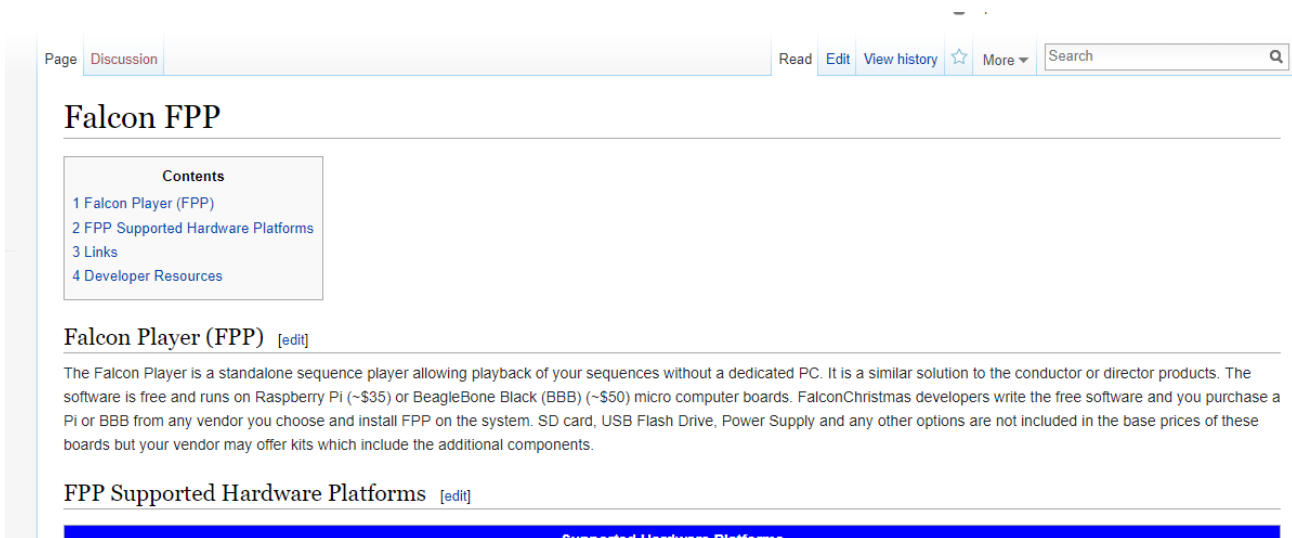 Page Discussion Read Edit View history More Search
Falcon FPP
Contents
1 Falcon Player (FPP)
2 FPP Supported Hardware Platforms
3 Links
4 Developer Resources
Falcon Player (FPP) [edit]
The Falcon Player is a standalone sequence player allowing playback of your sequences without a dedicated PC. It is a similar solution to the conductor or director products. The
software is free and runs on Raspberry Pi (~$35) or BeagleBone Black (BBB) (~$50) micro computer boards. FalconChristmas developers write the free software and you purchase a
Pi or BBB from any vendor you choose and install FPP on the system. SD card, USB Flash Drive, Power Supply and any other options are not included in the base prices of these
boards but your vendor may offer kits which include the additional components.
FPP Supported Hardware Platforms [edit]
Supported Hardware Platforms